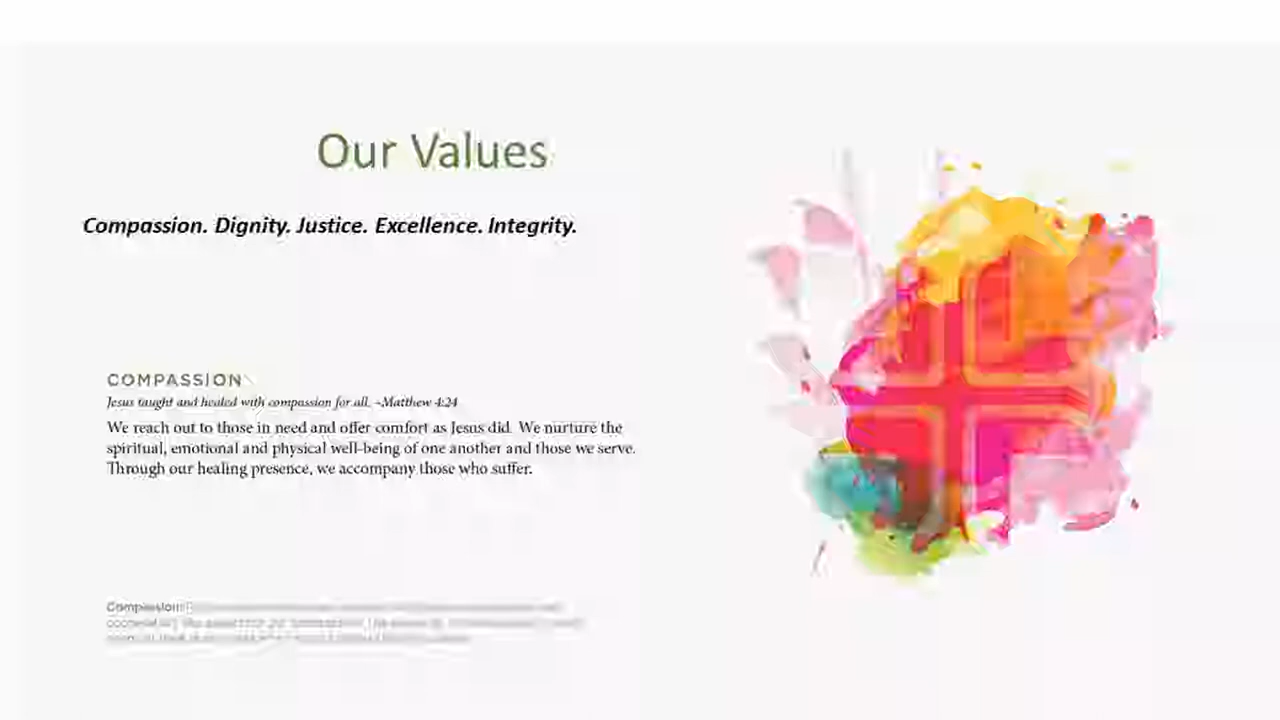 Our Values
Compassion. Dignity. Justice. Excellence. Integrity.
COMPASSION
Jesus taught and healed with compassion for all. ~Matthew 4:24
We reach out to those in need and offer comfort as Jesus did. We nurture the
spiritual, emotional and physical well-being of one another and those we serve.
Through our healing presence, we accompany those who suffer.
Compassion: